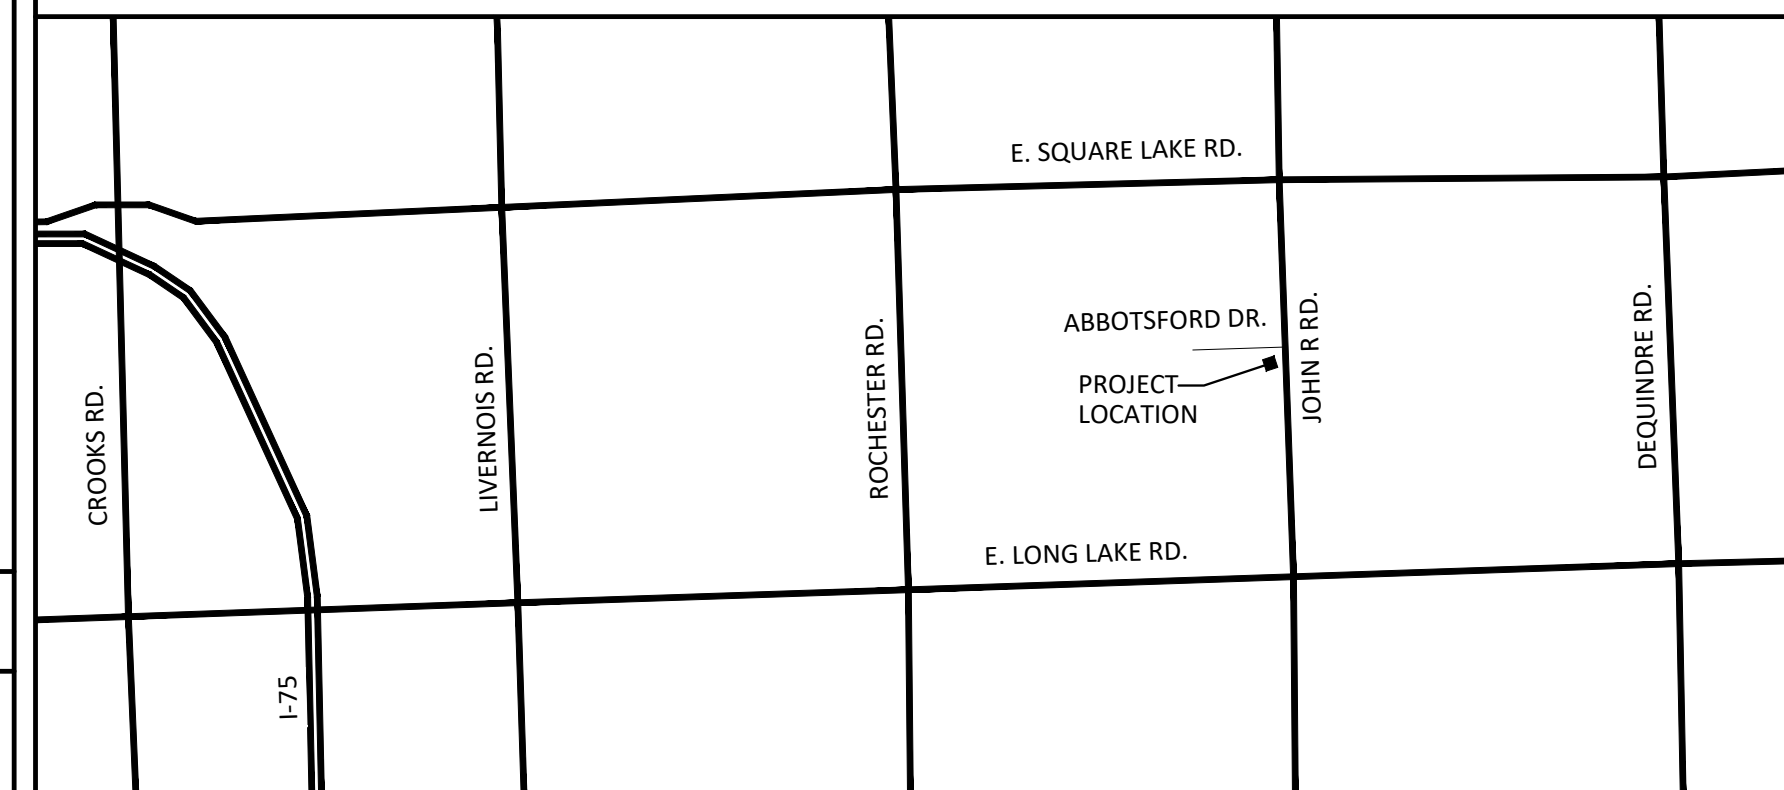 E. SQUARE LAKE RD.
ABBOTSFORD DR.
PROJECT
LOCATION
CROOKS RD.
LIVERNOIS RD.
ROCHESTER RD.
JOHN R RD.
DEQUINDRE RD.
E. LONG LAKE RD.
I-75